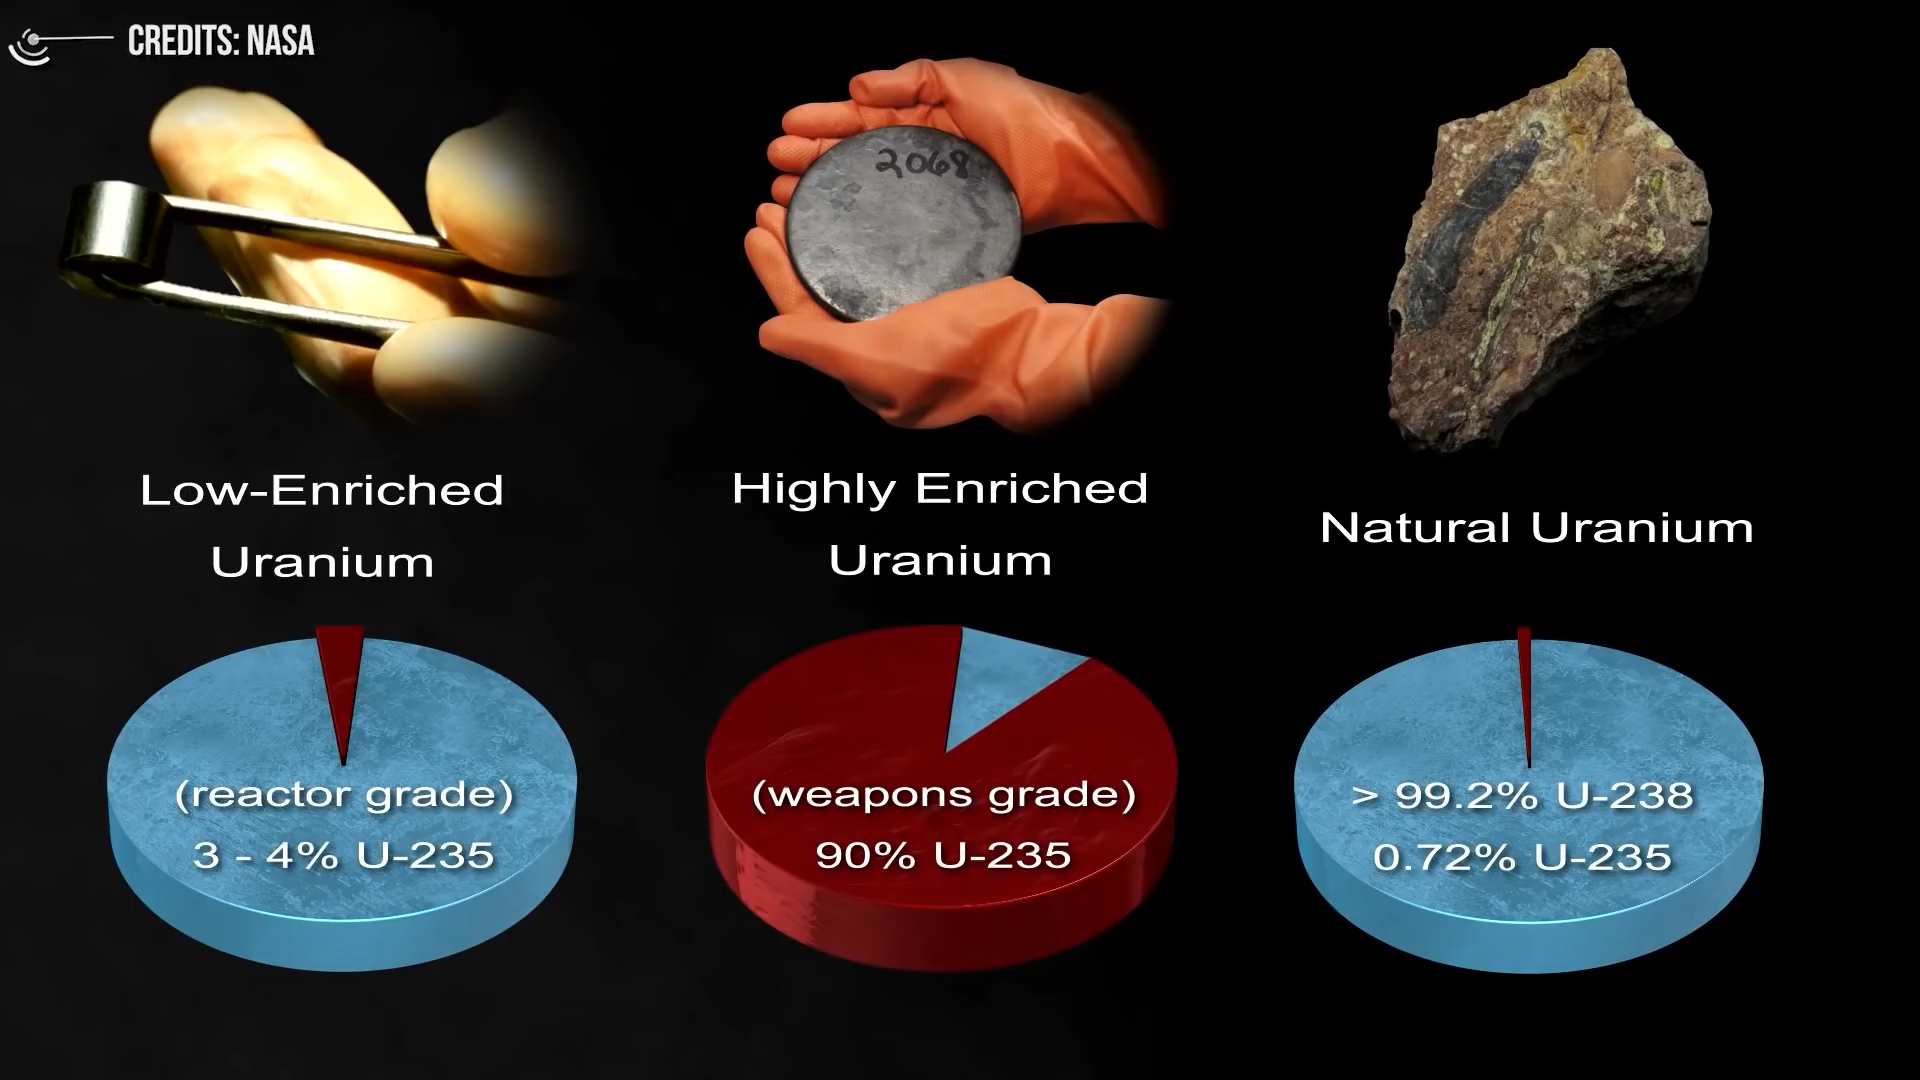 CREDITS: NASA
2068
Low-Enriched
Uranium
Highly Enriched
Uranium
Natural Uranium
(reactor grade)
3 - 4% U-235
(weapons grade)
90% U-235
> 99.2% U-238
0.72% U-235